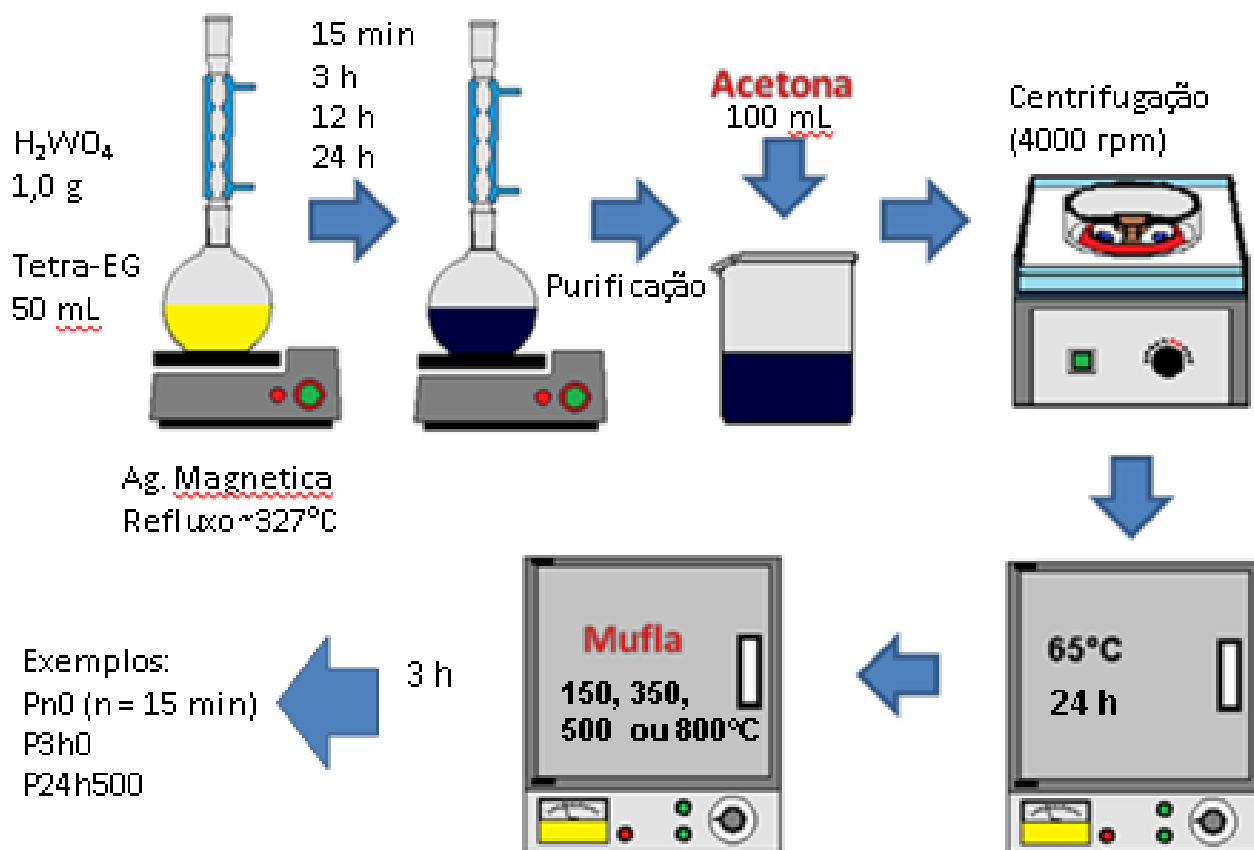 H₂WO₄
1,0 g
Tetra-EG
50 mL
Ag. Magnetica
Refluxo~327°C
15 min
3 h
12 h
24 h
Purificação
Acetona
100 mL
Centrifugação
(4000 rpm)
65°C
24 h
Mufla
150, 350,
500 ou 800°C
3 h
Exemplos:
Pn0 (n = 15 min)
P3h0
P24h500